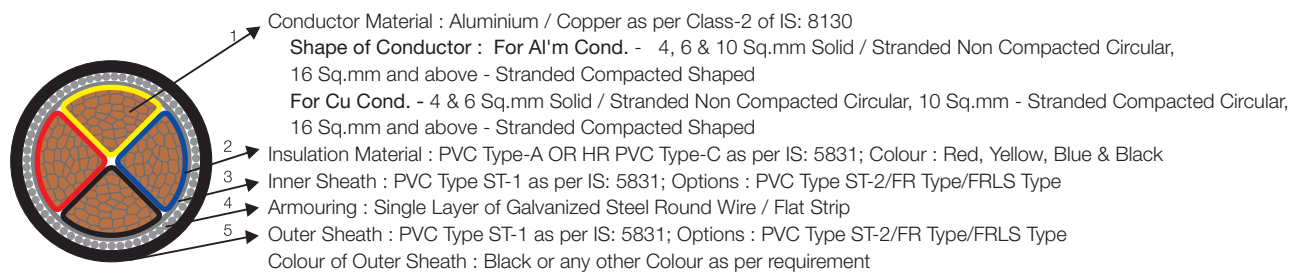 1 Conductor Material : Aluminium / Copper as per Class-2 of IS: 8130
Shape of Conductor : For Al'm Cond. - 4, 6 & 10 Sq.mm Solid / Stranded Non Compacted Circular,
16 Sq.mm and above - Stranded Compacted Shaped
For Cu Cond. - 4 & 6 Sq.mm Solid / Stranded Non Compacted Circular, 10 Sq.mm - Stranded Compacted Circular,
16 Sq.mm and above - Stranded Compacted Shaped
2 Insulation Material : PVC Type-A OR HR PVC Type-C as per IS: 5831; Colour : Red, Yellow, Blue & Black
3 Inner Sheath : PVC Type ST-1 as per IS: 5831; Options : PVC Type ST-2/FR Type/FRLS Type
4 Armouring : Single Layer of Galvanized Steel Round Wire / Flat Strip
5 Outer Sheath : PVC Type ST-1 as per IS: 5831; Options : PVC Type ST-2/FR Type/FRLS Type
Colour of Outer Sheath : Black or any other Colour as per requirement